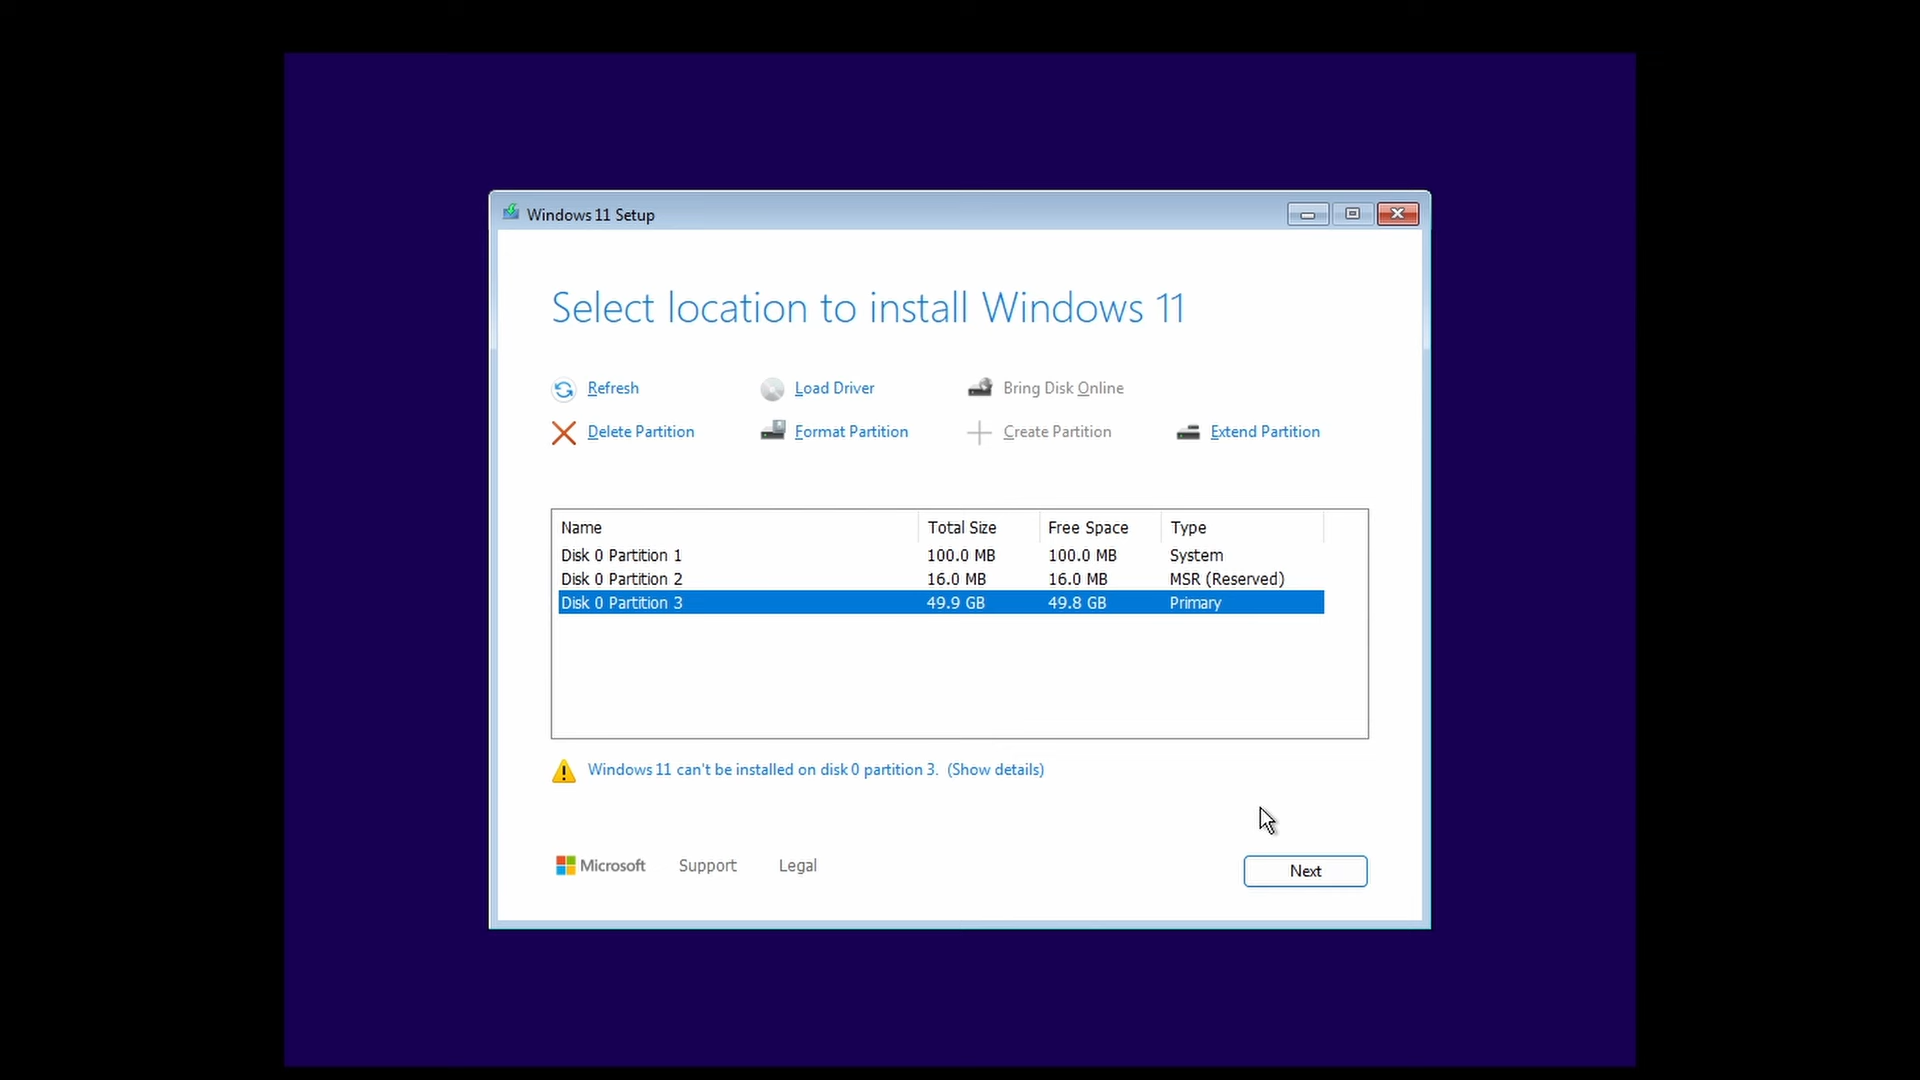 Windows 11 Setup
Select location to install Windows 11
Refresh Load Driver Bring Disk Online
Delete Partition Format Partition Create Partition Extend Partition
Name Total Size Free Space Type
Disk 0 Partition 1 100.0 MB 100.0 MB System
Disk 0 Partition 2 16.0 MB 16.0 MB MSR (Reserved)
Disk 0 Partition 3 49.9 GB 49.8 GB Primary
Windows 11 can't be installed on disk 0 partition 3. (Show details)
Microsoft Support Legal
Next